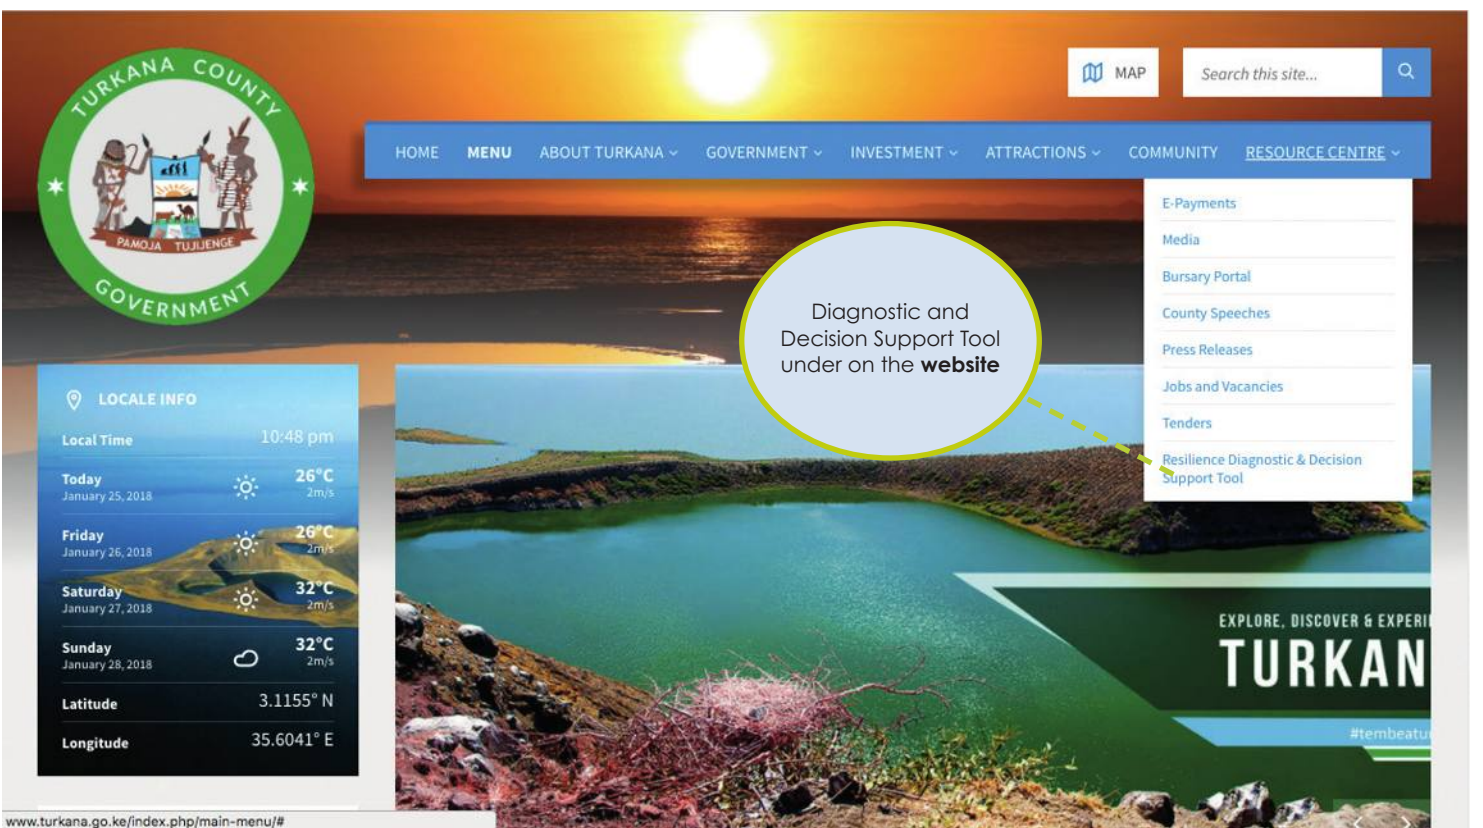 TURKANA COUNTY
GOVERNMENT
PAMOJA TUJIJENGE
MAP
Search this site...
HOME MENU ABOUT TURKANA GOVERNMENT INVESTMENT ATTRACTIONS COMMUNITY RESOURCE CENTRE
E-Payments
Media
Bursary Portal
County Speeches
Press Releases
Jobs and Vacancies
Tenders
Resilience Diagnostic & Decision
Support Tool
Diagnostic and
Decision Support Tool
under on the website
LOCALE INFO
Local Time 10:48 pm
Today 26°C
January 25, 2018 2m/s
Friday 26°C
January 26, 2018 2m/s
Saturday 32°C
January 27, 2018 2m/s
Sunday 32°C
January 28, 2018 2m/s
Latitude 3.1155° N
Longitude 35.6041° E
EXPLORE, DISCOVER & EXPERI
TURKAN
#tembeatu
www.turkana.go.ke/index.php/main-menu/#